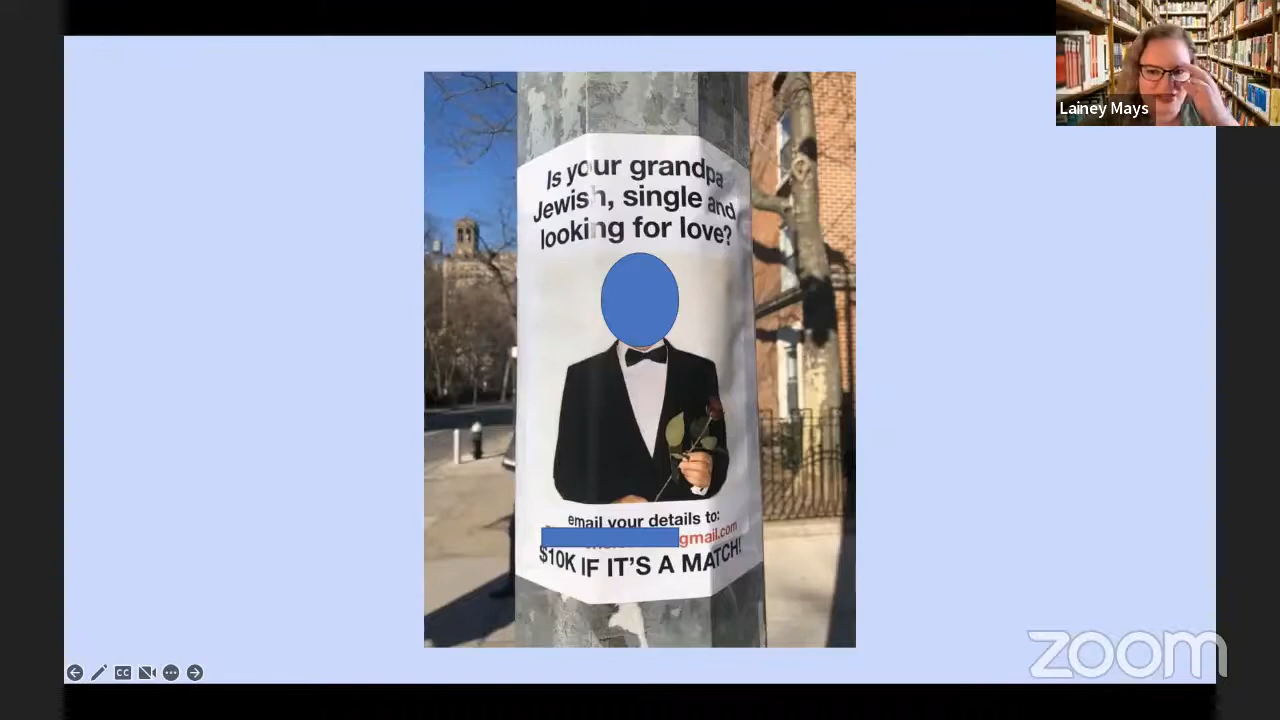 Lainey Mays
Is your grandpa
Jewish, single and
looking for love?
email your details to:
gmail.com
$10K IF IT'S A MATCH!
CC
zoom